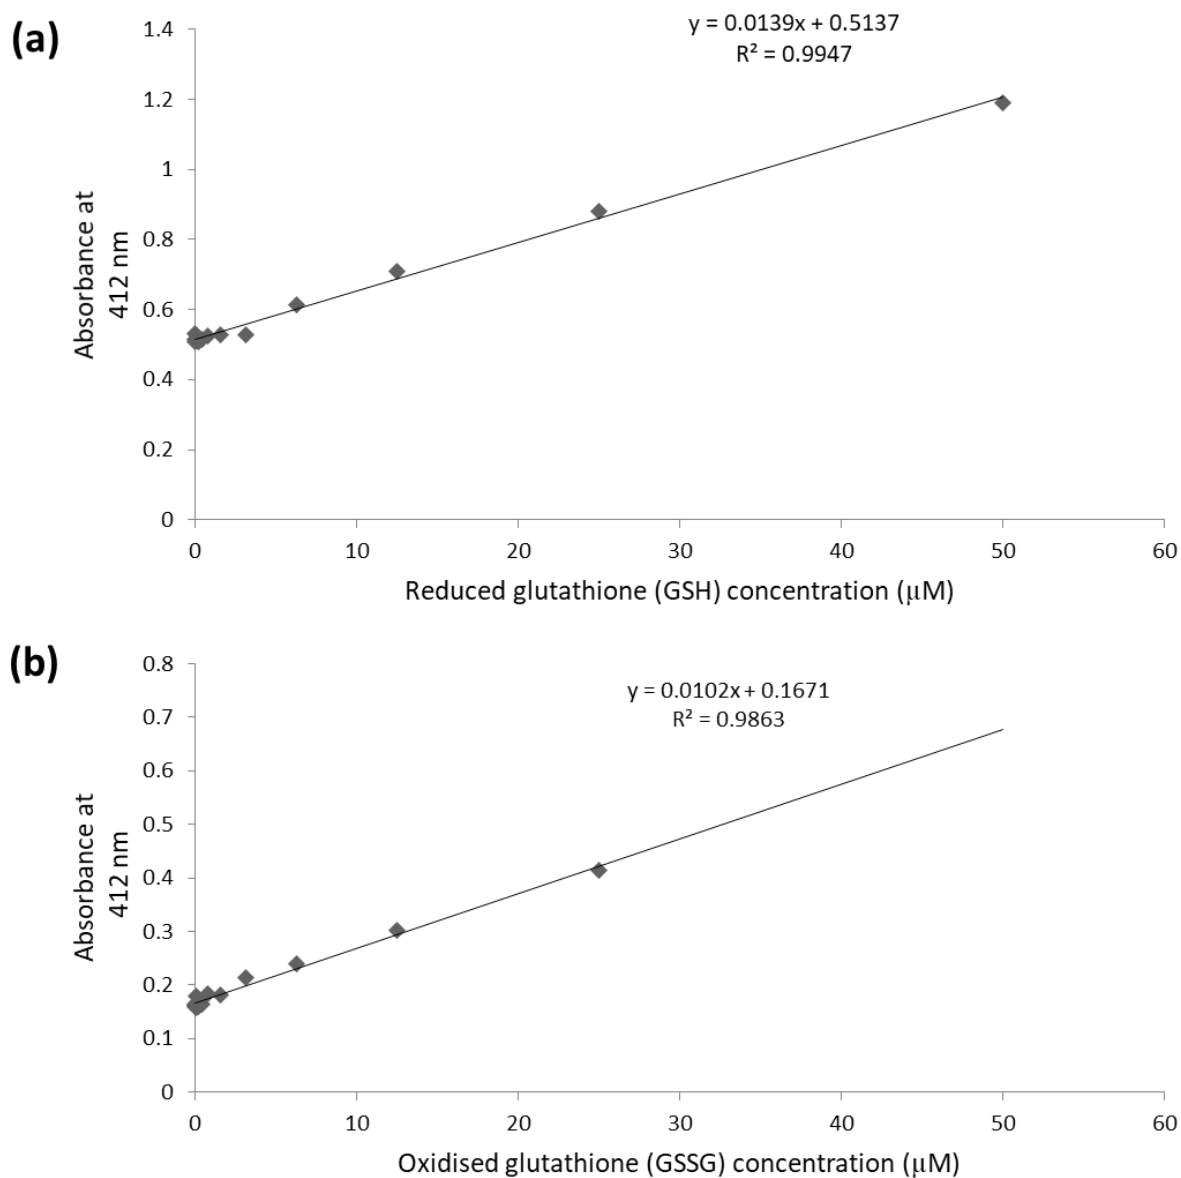 (a)
y = 0.0139x + 0.5137
R² = 0.9947
1.4
1.2
1
0.8
0.6
0.4
0.2
0
Absorbance at
412 nm
0 10 20 30 40 50 60
Reduced glutathione (GSH) concentration (µM)
(b)
y = 0.0102x + 0.1671
R² = 0.9863
0.8
0.7
0.6
0.5
0.4
0.3
0.2
0.1
0
Absorbance at
412 nm
0 10 20 30 40 50 60
Oxidised glutathione (GSSG) concentration (µM)